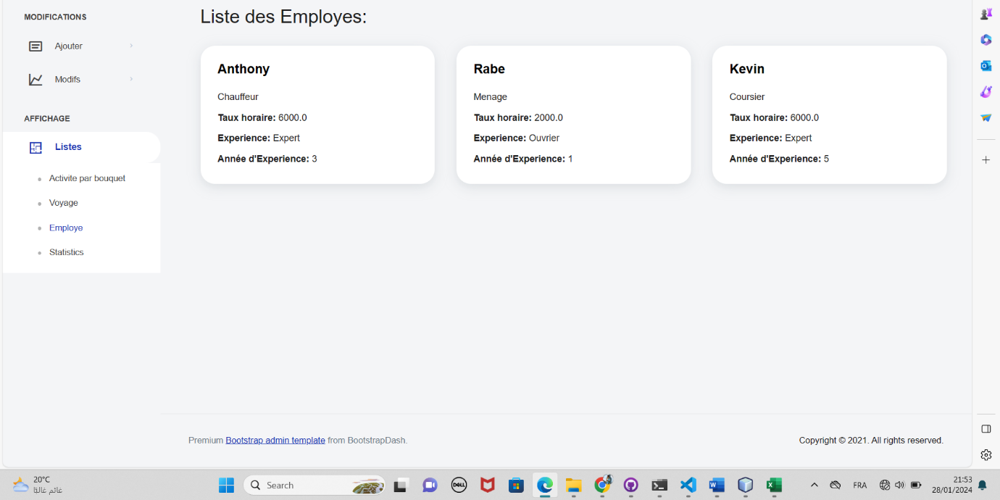 MODIFICATIONS
Ajouter
Modifs
AFFICHAGE
Listes
Activite par bouquet
Voyage
Employe
Statistics
Liste des Employes:
Anthony
Chauffeur
Taux horaire: 6000.0
Experience: Expert
Année d'Experience: 3
Rabe
Menage
Taux horaire: 2000.0
Experience: Ouvrier
Année d'Experience: 1
Kevin
Coursier
Taux horaire: 6000.0
Experience: Expert
Année d'Experience: 5
Premium Bootstrap admin template from BootstrapDash.
Copyright © 2021. All rights reserved.
20°C
غائم غالبًا
Search
DELL
FRA
21:53
28/01/2024